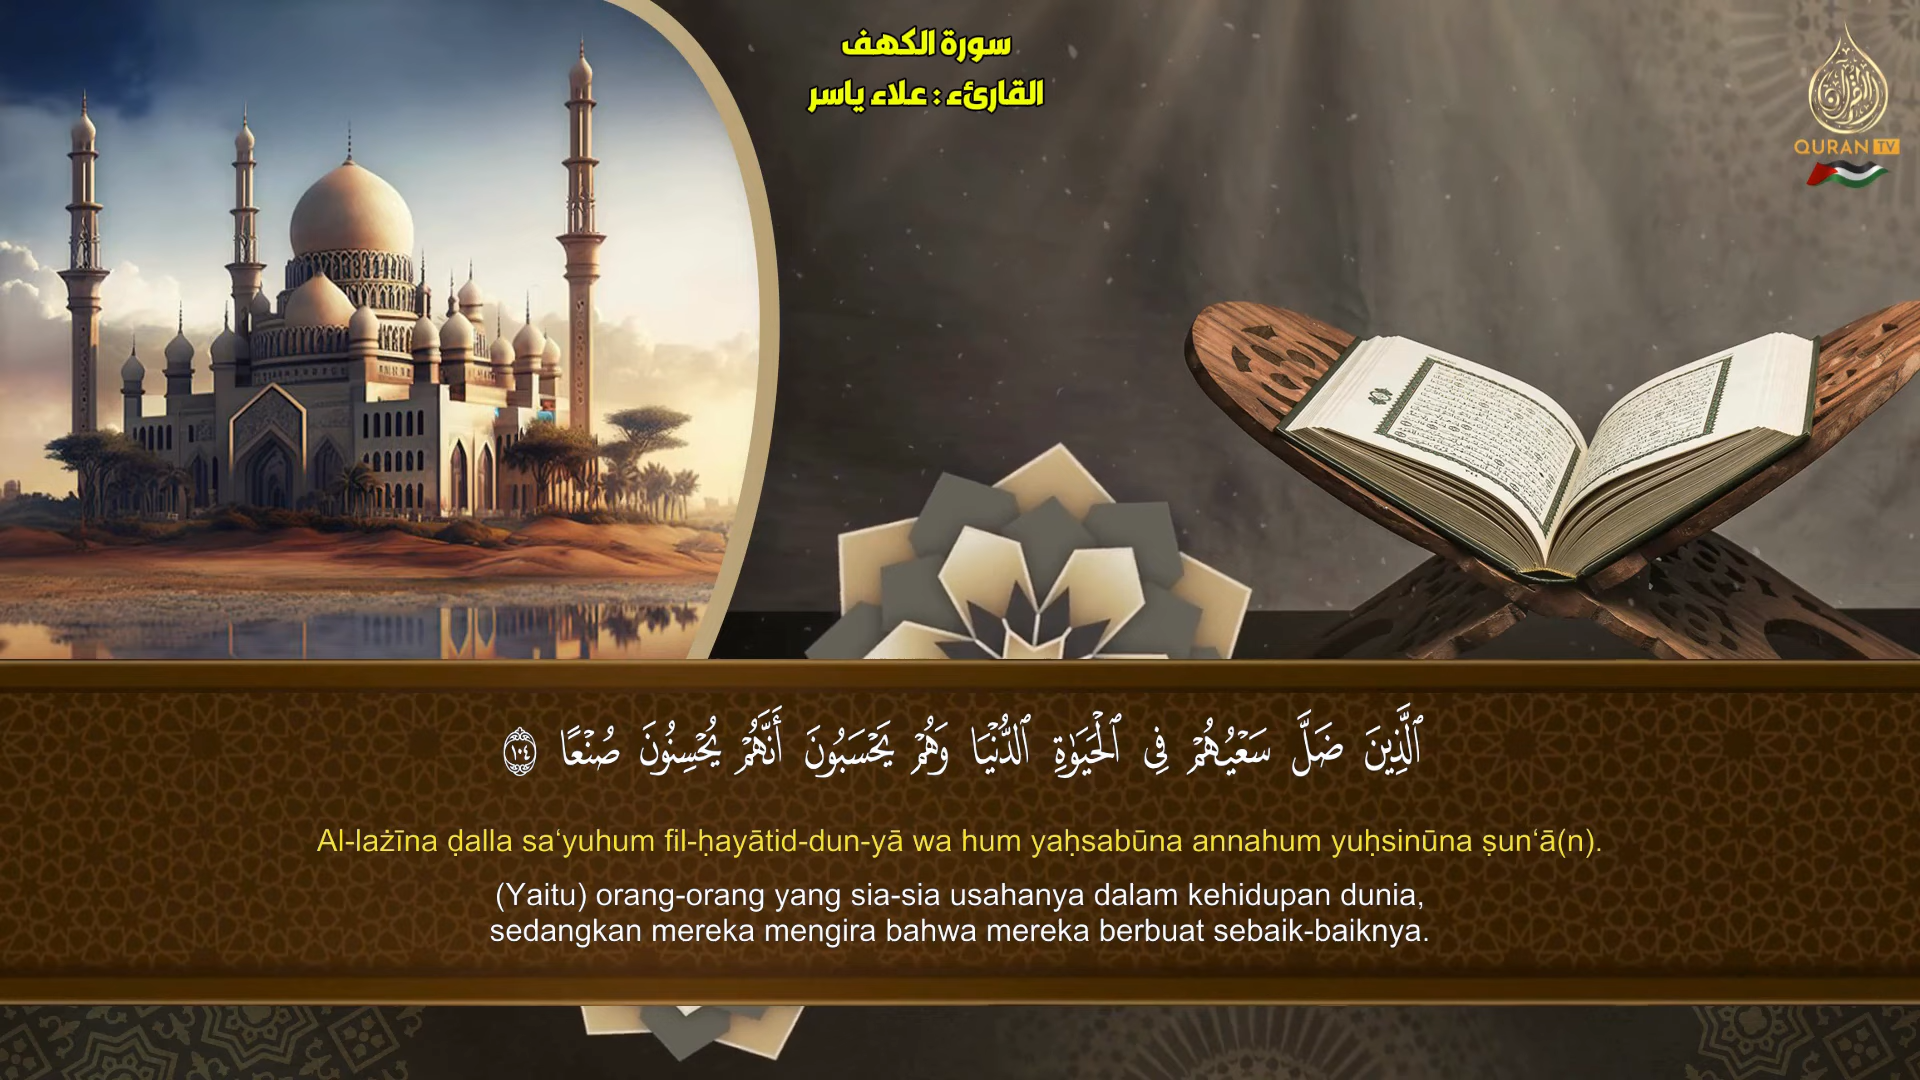 سورة الكهف
القارئء : علاء ياسر
QURAN TV
ٱلَّذِينَ ضَلَّ سَعْيُهُمْ فِى ٱلْحَيَوٰةِ ٱلدُّنْيَا وَهُمْ يَحْسَبُونَ أَنَّهُمْ يُحْسِنُونَ صُنْعًا ١٠٤
Al-lażīna ḍalla sa‘yuhum fil-ḥayātid-dun-yā wa hum yaḥsabūna annahum yuḥsinūna ṣun‘ā(n).
(Yaitu) orang-orang yang sia-sia usahanya dalam kehidupan dunia,
sedangkan mereka mengira bahwa mereka berbuat sebaik-baiknya.